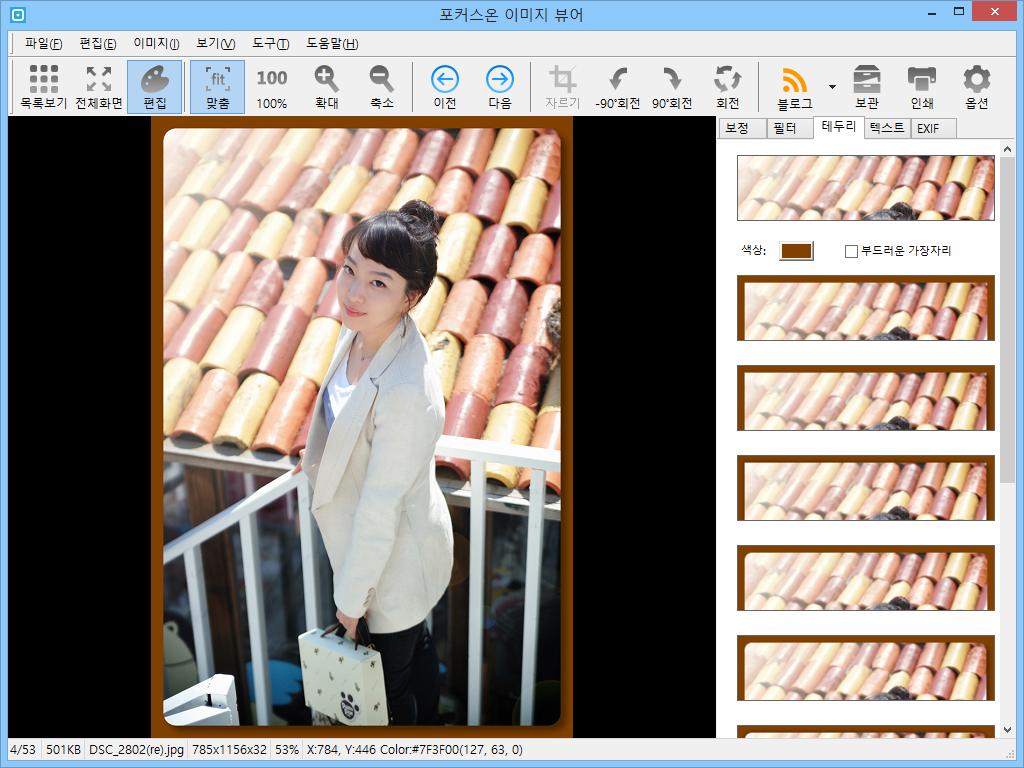 포커스온 이미지 뷰어
파일(F) 편집(E) 이미지(I) 보기(V) 도구(T) 도움말(H)
fit 100
목록보기 전체화면 편집 맞춤 100% 확대 축소 이전 다음 자르기 -90°회전 90°회전 회전 블로그 보관 인쇄 옵션
보정 필터 테두리 텍스트 EXIF
색상: 부드러운 가장자리
4/53 501KB DSC_2802(re).jpg 785x1156x32 53% X:784, Y:446 Color:#7F3F00(127, 63, 0)